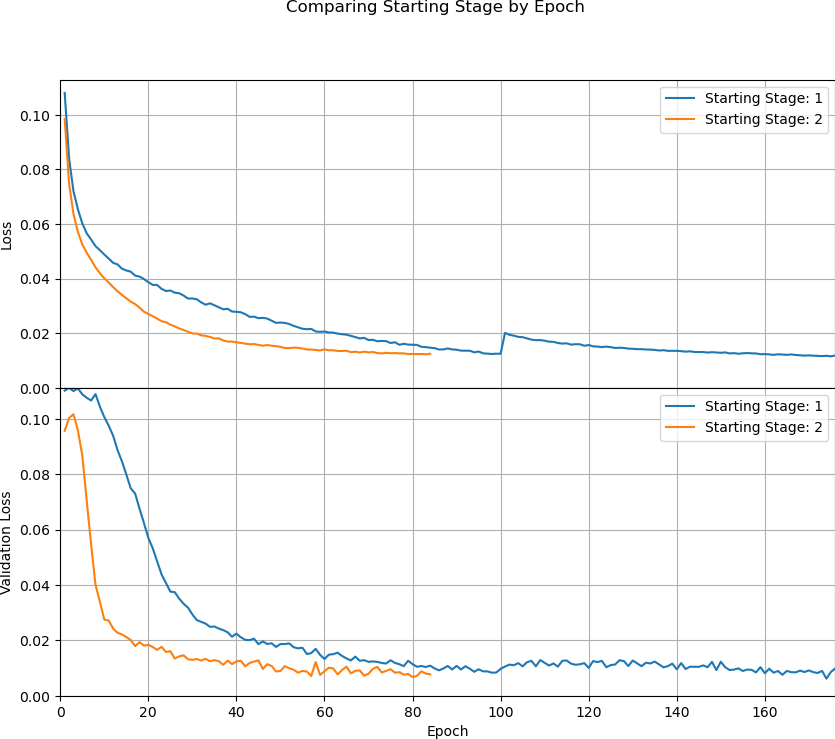 Comparing Starting Stage by Epoch
Starting Stage: 1
Starting Stage: 2
0.10
0.08
0.06
0.04
0.02
0.00
Loss
Starting Stage: 1
Starting Stage: 2
0.10
0.08
0.06
0.04
0.02
0.00
Validation Loss
0 20 40 60 80 100 120 140 160
Epoch